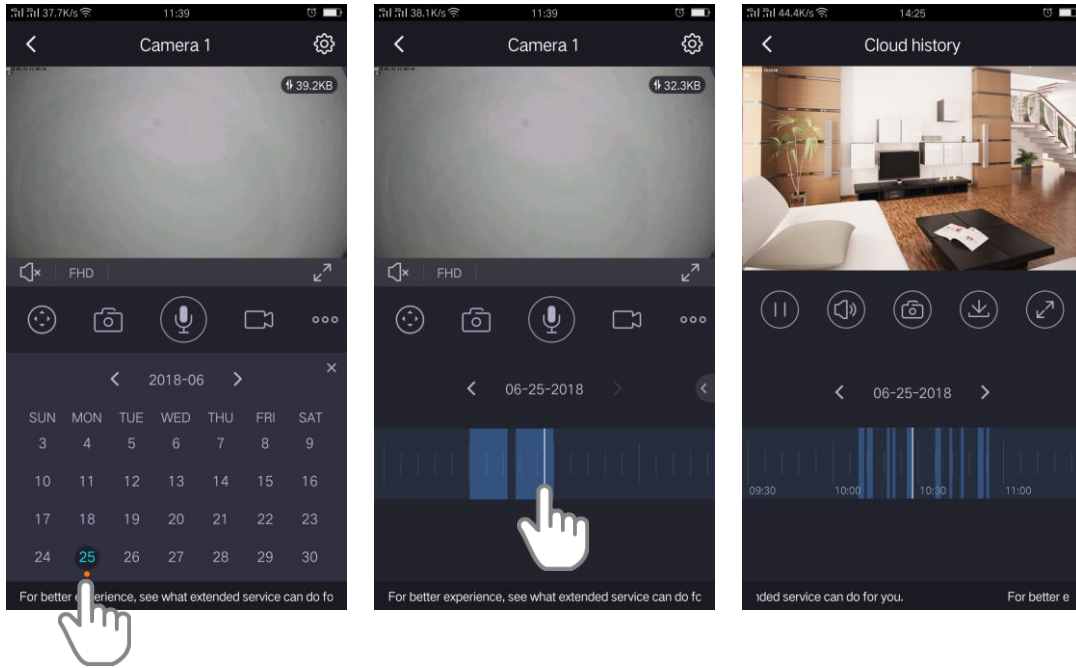 37.7K/s 11:39
Camera 1
39.2KB
FHD
2018-06
SUN MON TUE WED THU FRI SAT
3 4 5 6 7 8 9
10 11 12 13 14 15 16
17 18 19 20 21 22 23
24 25 26 27 28 29 30
For better experience, see what extended service can do fo
38.1K/s 11:39
Camera 1
32.3KB
FHD
06-25-2018
For better experience, see what extended service can do fc
44.4K/s 14:25
Cloud history
06-25-2018
09:30 10:00 10:30 11:00
nded service can do for you. For better e